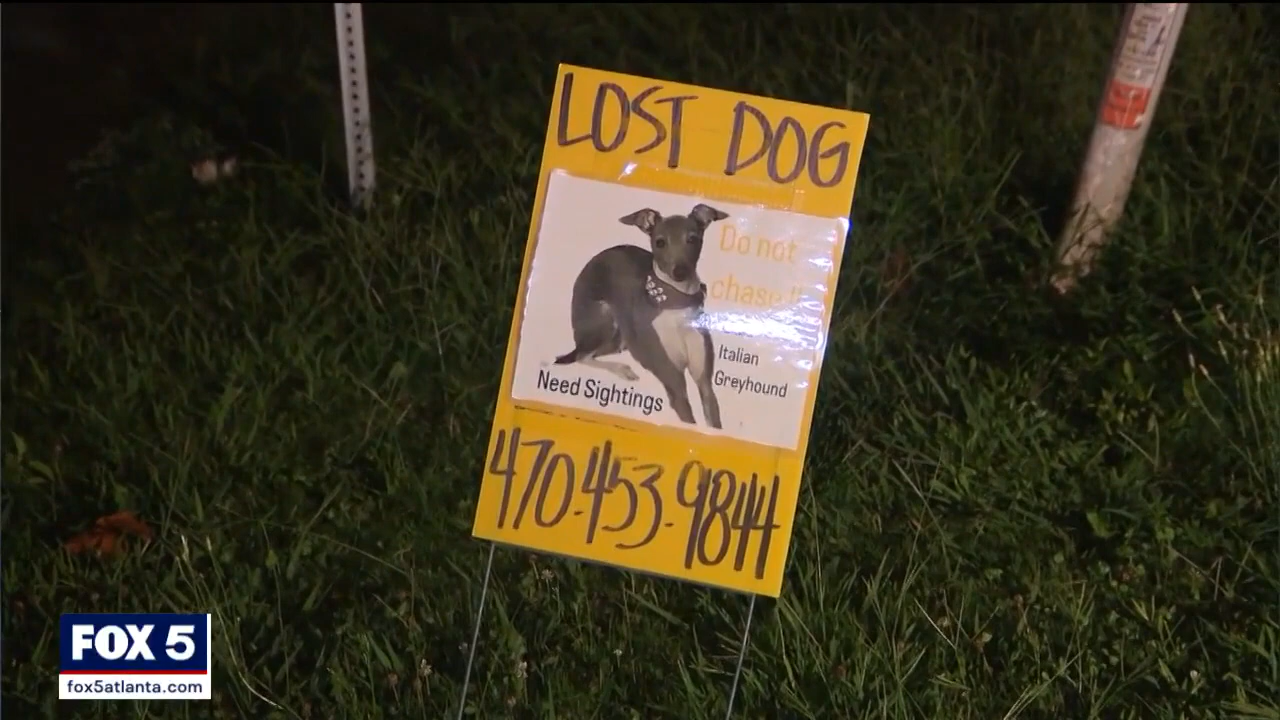 LOST DOG
Do not
chase !!
Italian
Greyhound
Need Sightings
470-453-9844
FOX 5
fox5atlanta.com